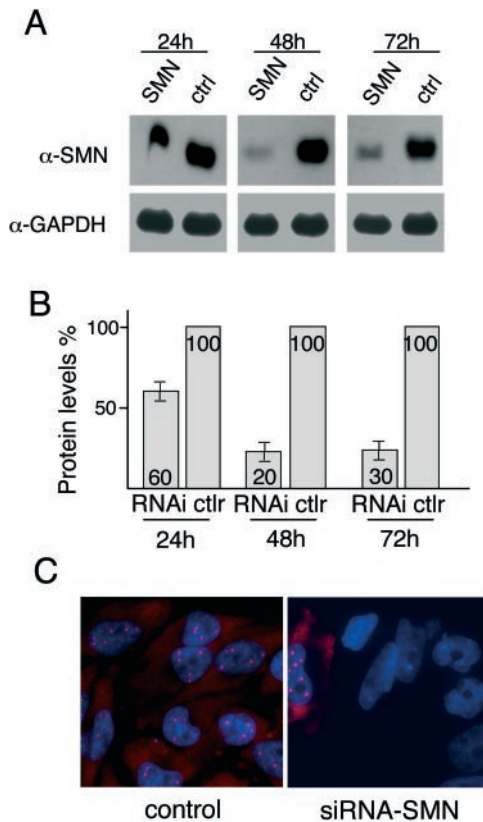 A
24h 48h 72h
SMN ctrl SMN ctrl SMN ctrl
α-SMN
α-GAPDH
B
Protein levels %
100
50
60 100 20 100 30 100
RNAi ctlr RNAi ctlr RNAi ctlr
24h 48h 72h
C
control siRNA-SMN